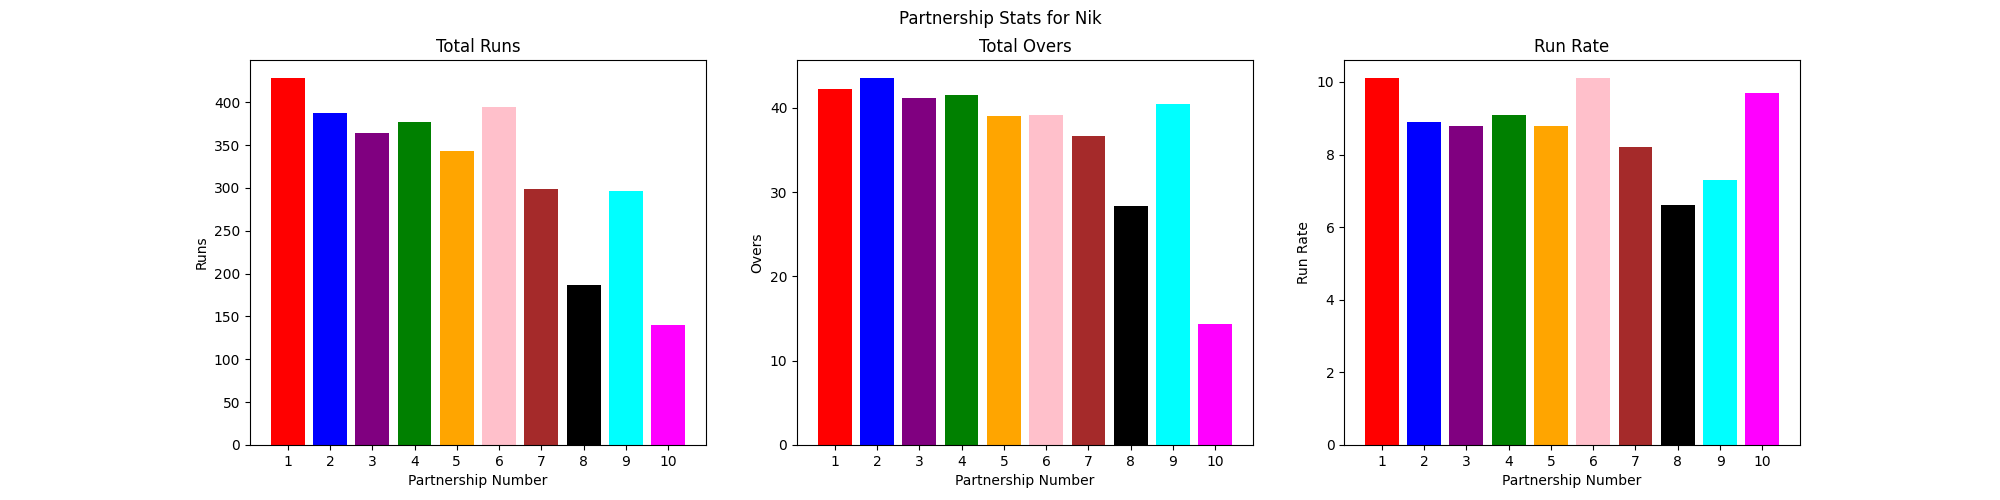 Partnership Stats for Nik
Total Runs
Runs
400
350
300
250
200
150
100
50
0
1 2 3 4 5 6 7 8 9 10
Partnership Number
Total Overs
Overs
40
30
20
10
0
1 2 3 4 5 6 7 8 9 10
Partnership Number
Run Rate
Run Rate
10
8
6
4
2
0
1 2 3 4 5 6 7 8 9 10
Partnership Number